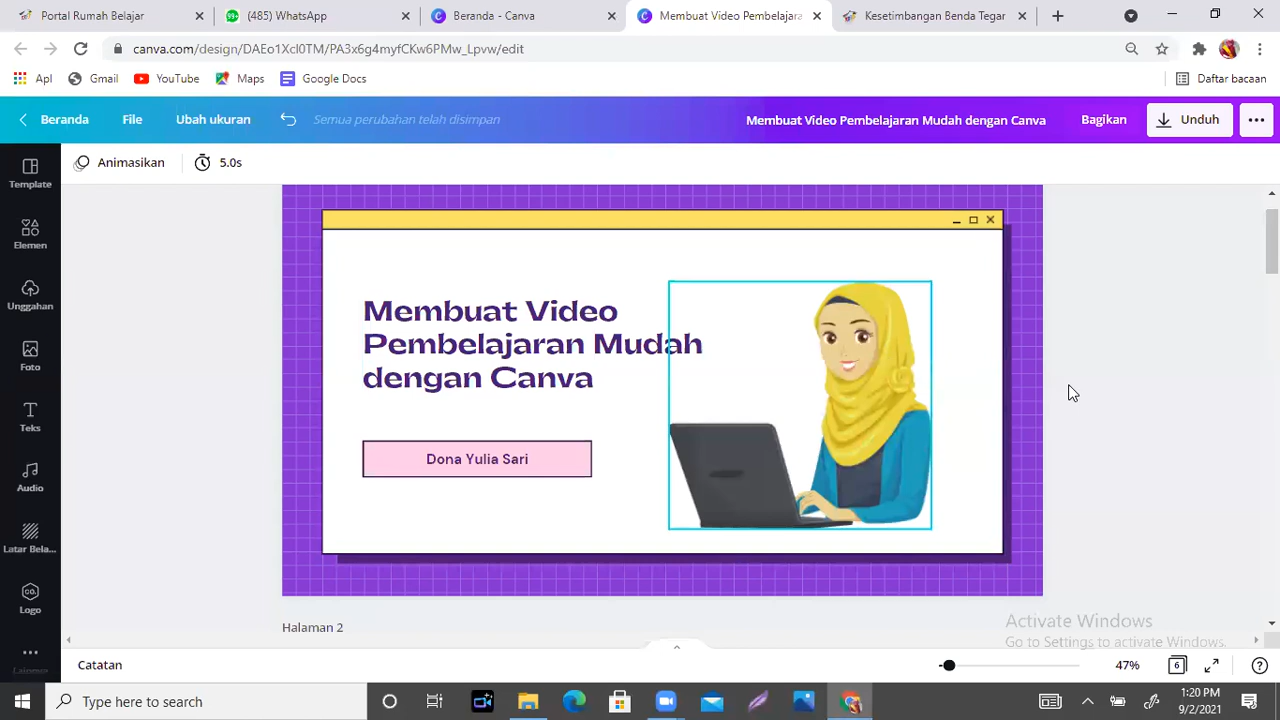 Portal Rumah Belajar
(485) WhatsApp
Beranda - Canva
Membuat Video Pembelajara
Kesetimbangan Benda Tegar
canva.com/design/DAEo1XcI0TM/PA3x6g4myfCKw6PMw_Lpvw/edit
Apl
Gmail
YouTube
Maps
Google Docs
Daftar bacaan
Beranda
File
Ubah ukuran
Semua perubahan telah disimpan
Membuat Video Pembelajaran Mudah dengan Canva
Bagikan
Unduh
Template
Elemen
Unggahan
Foto
Teks
Audio
Latar Bela...
Logo
Animasikan
5.0s
Membuat Video
Pembelajaran Mudah
dengan Canva
Dona Yulia Sari
Halaman 2
Activate Windows
Go to Settings to activate Windows.
Catatan
47%
6
Type here to search
1:20 PM
9/2/2021